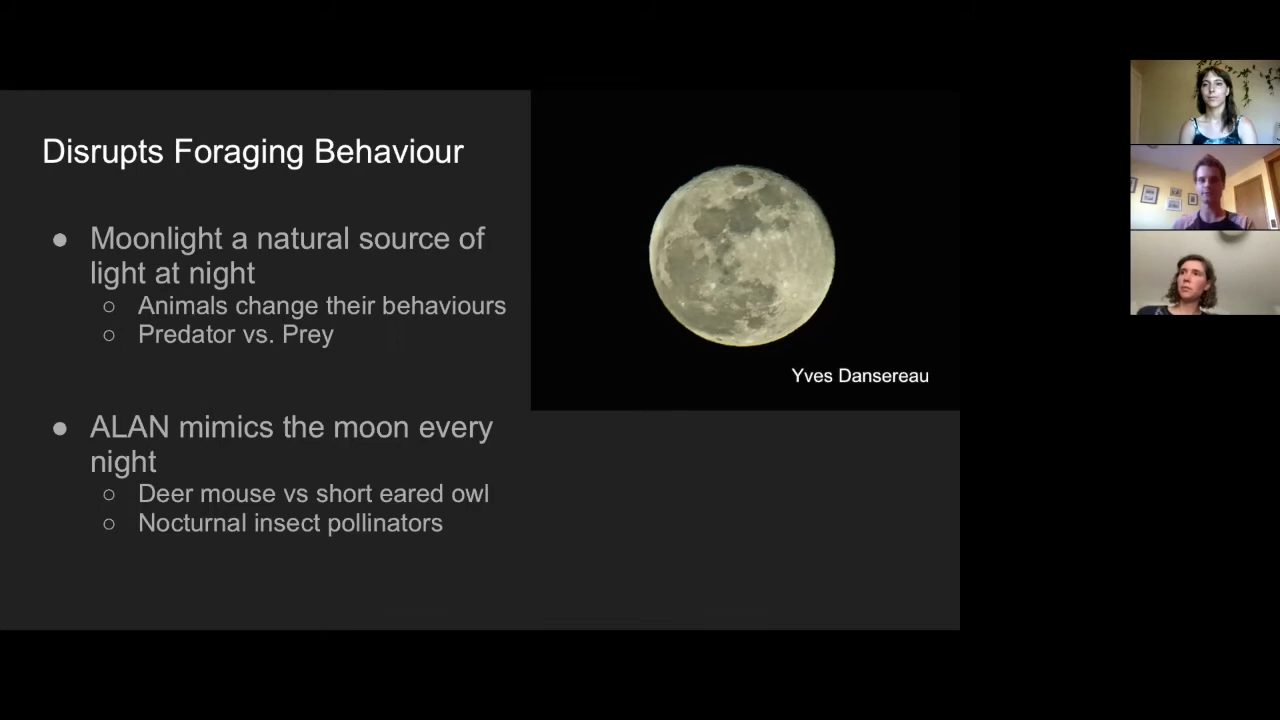 Disrupts Foraging Behaviour
● Moonlight a natural source of
light at night
○ Animals change their behaviours
○ Predator vs. Prey
Yves Dansereau
● ALAN mimics the moon every
night
○ Deer mouse vs short eared owl
○ Nocturnal insect pollinators